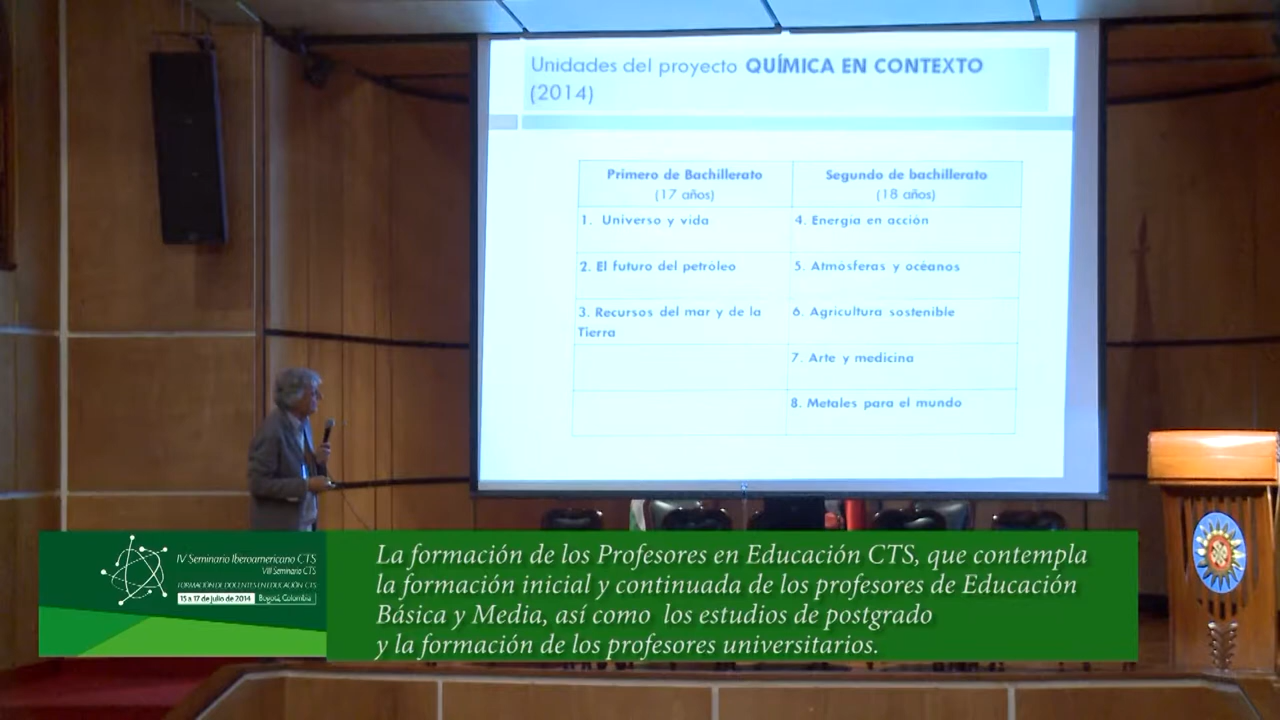 Unidades del proyecto QUÍMICA EN CONTEXTO
(2014)
Primero de Bachillerato
(17 años)
Segundo de bachillerato
(18 años)
1. Universo y vida
4. Energía en acción
2. El futuro del petróleo
5. Atmósferas y océanos
3. Recursos del mar y de la
Tierra
6. Agricultura sostenible
7. Arte y medicina
8. Metales para el mundo
IV Seminario Iberoamericano CTS
VIII Seminario CTS
FORMACIÓN DE DOCENTES EN EDUCACIÓN CTS
15 a 17 de julio de 2014 Bogotá, Colombia
La formación de los Profesores en Educación CTS, que contempla
la formación inicial y continuada de los profesores de Educación
Básica y Media, así como los estudios de postgrado
y la formación de los profesores universitarios.